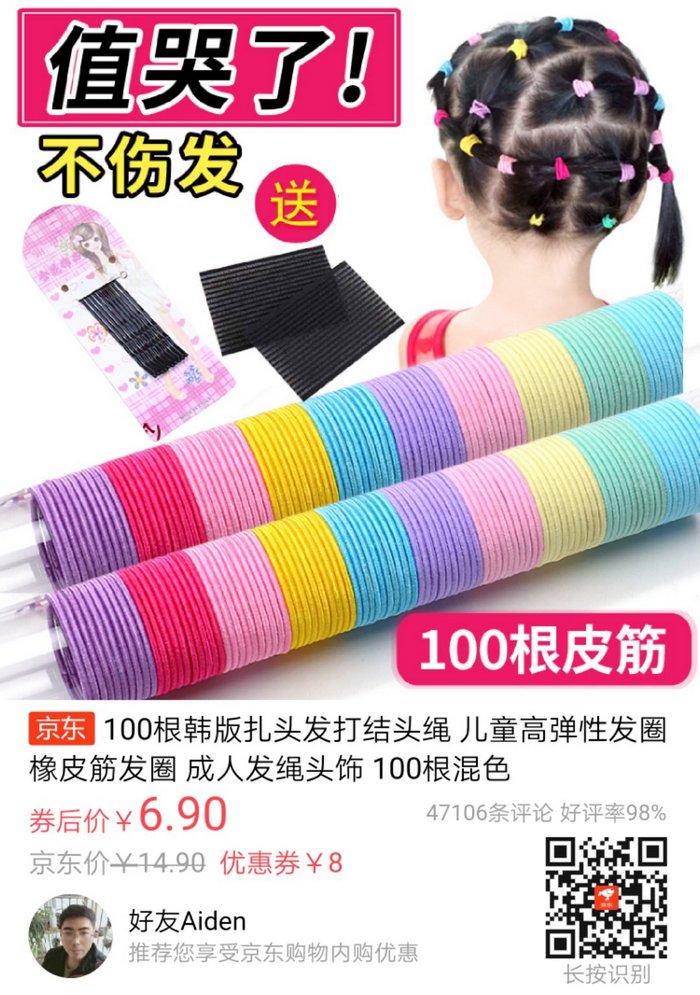 值哭了!
不伤发
送
100根皮筋
京东 100根韩版扎头发打结头绳 儿童高弹性发圈
橡皮筋发圈 成人发绳头饰 100根混色
券后价￥6.90
47106条评论 好评率98%
京东价￥14.90 优惠券￥8
京东
好友Aiden
推荐您享受京东购物内购优惠
长按识别